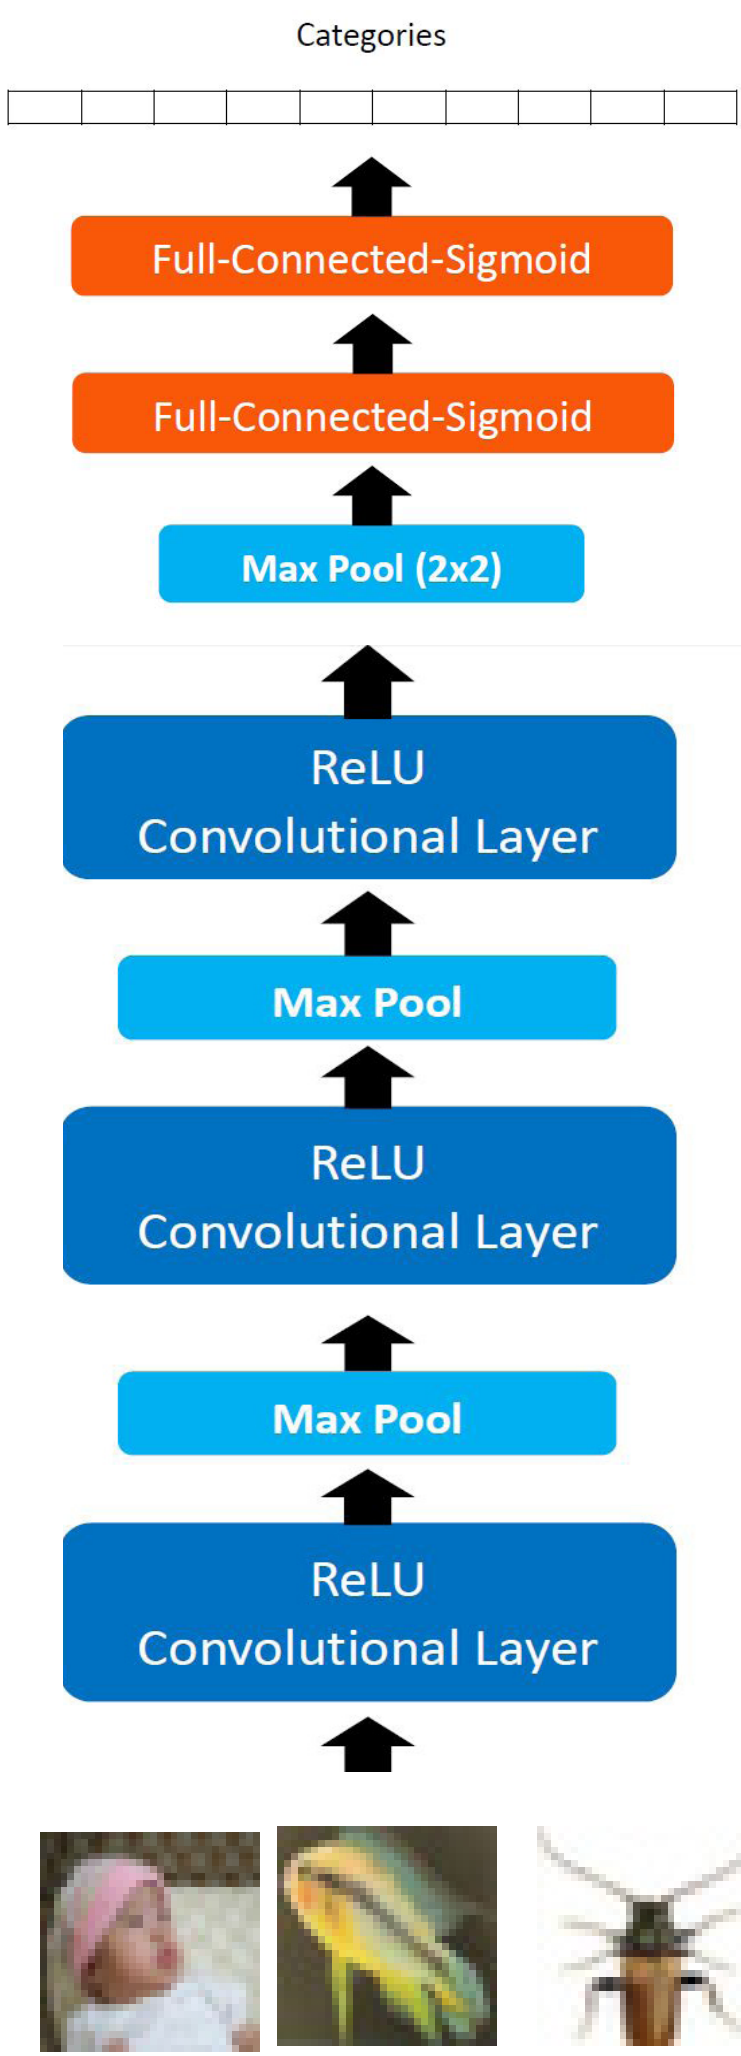 Categories
Full-Connected-Sigmoid
Full-Connected-Sigmoid
Max Pool (2x2)
ReLU
Convolutional Layer
Max Pool
ReLU
Convolutional Layer
Max Pool
ReLU
Convolutional Layer